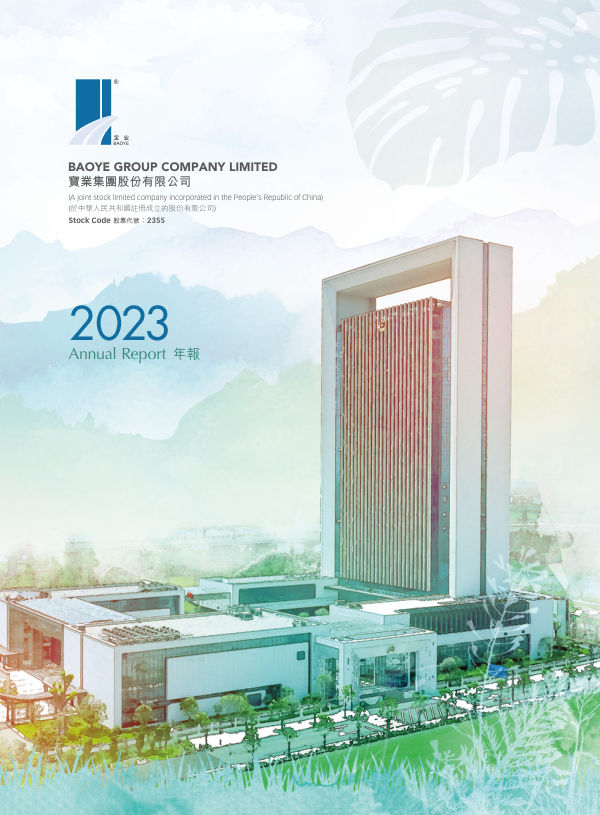 ®
宝 业
BAOYE
BAOYE GROUP COMPANY LIMITED
寶業集團股份有限公司
(A joint stock limited company incorporated in the People's Republic of China)
(於中華人民共和國註冊成立的股份有限公司)
Stock Code 股票代號：2355
2023
Annual Report 年報